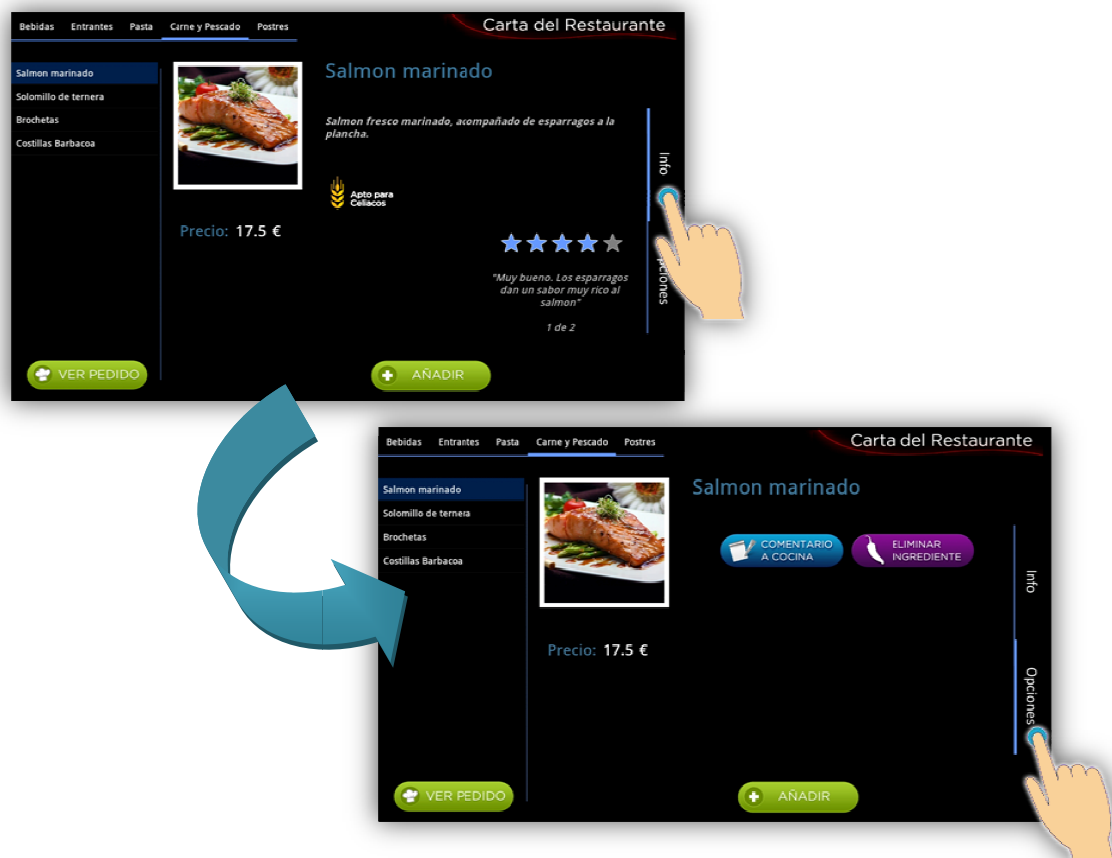 Bebidas Entrantes Pasta Carne y Pescado Postres
Carta del Restaurante
Salmon marinado
Solomillo de ternera
Brochetas
Costillas Barbacoa
Salmon marinado
Salmon fresco marinado, acompañado de esparragos a la
plancha.
Apto para
Celiacos
Precio: 17.5 €
"Muy bueno. Los esparragos
dan un sabor muy rico al
salmon"
1 de 2
Info
pciones
VER PEDIDO
AÑADIR
Bebidas Entrantes Pasta Carne y Pescado Postres
Carta del Restaurante
Salmon marinado
Solomillo de ternera
Brochetas
Costillas Barbacoa
Salmon marinado
COMENTARIO
A COCINA
ELIMINAR
INGREDIENTE
Precio: 17.5 €
Info
Opciones
VER PEDIDO
AÑADIR